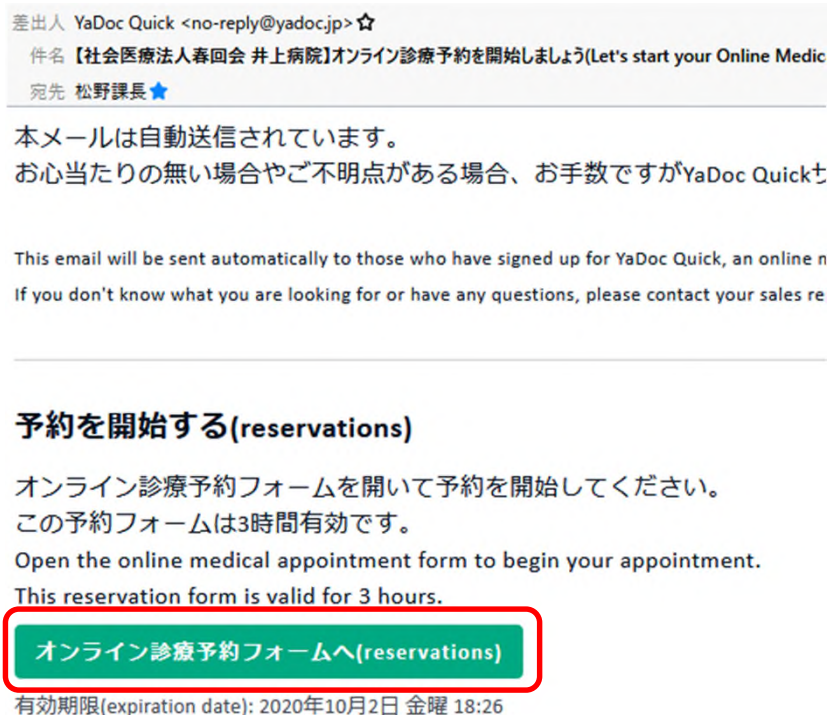 差出人 YaDoc Quick <no-reply@yadoc.jp>
件名 【社会医療法人春回会 井上病院】オンライン診療予約を開始しましょう(Let's start your Online Medic
宛先 松野課長
本メールは自動送信されています。
お心当たりの無い場合やご不明点がある場合、お手数ですがYaDoc Quickサ
This email will be sent automatically to those who have signed up for YaDoc Quick, an online n
If you don't know what you are looking for or have any questions, please contact your sales re
予約を開始する(reservations)
オンライン診療予約フォームを開いて予約を開始してください。
この予約フォームは3時間有効です。
Open the online medical appointment form to begin your appointment.
This reservation form is valid for 3 hours.
オンライン診療予約フォームへ(reservations)
有効期限(expiration date): 2020年10月2日 金曜 18:26